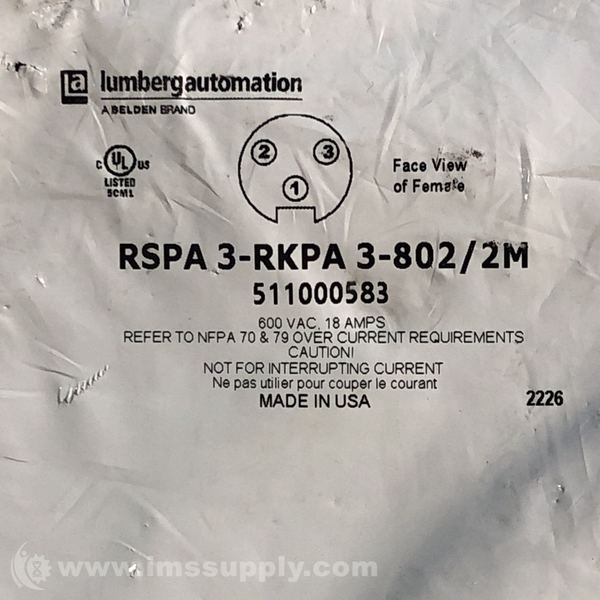 la lumbergautomation
A BELDEN BRAND
C UL US
LISTED
5CM1
2 3
1
Face View
of Female
RSPA 3-RKPA 3-802/2M
511000583
600 VAC, 18 AMPS
REFER TO NFPA 70 & 79 OVER CURRENT REQUIREMENTS
CAUTION!
NOT FOR INTERRUPTING CURRENT
Ne pas utilier pour couper le courant
MADE IN USA
2226
www.imssupply.com